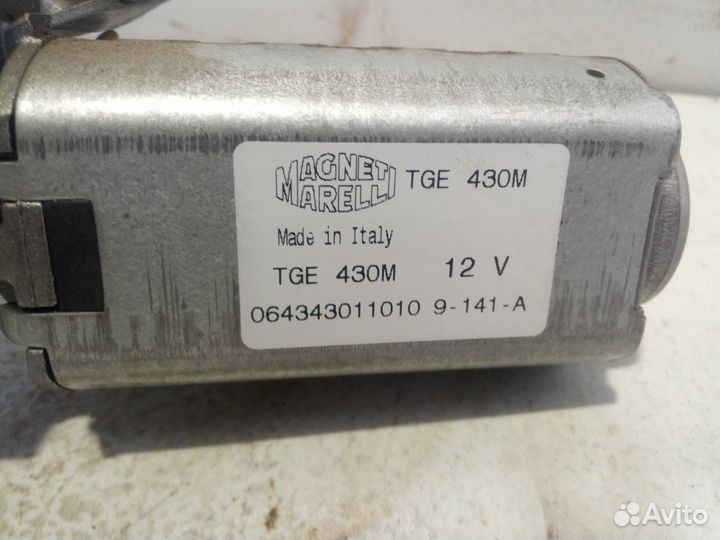 MAGNETI
MARELLI
TGE 430M
Made in Italy
TGE 430M 12 V
064343011010 9-141-A
Avito